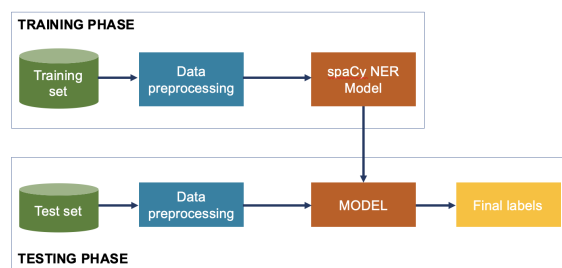 TRAINING PHASE
Training
set
Data
preprocessing
spaCy NER
Model
Test set
Data
preprocessing
MODEL
Final labels
TESTING PHASE